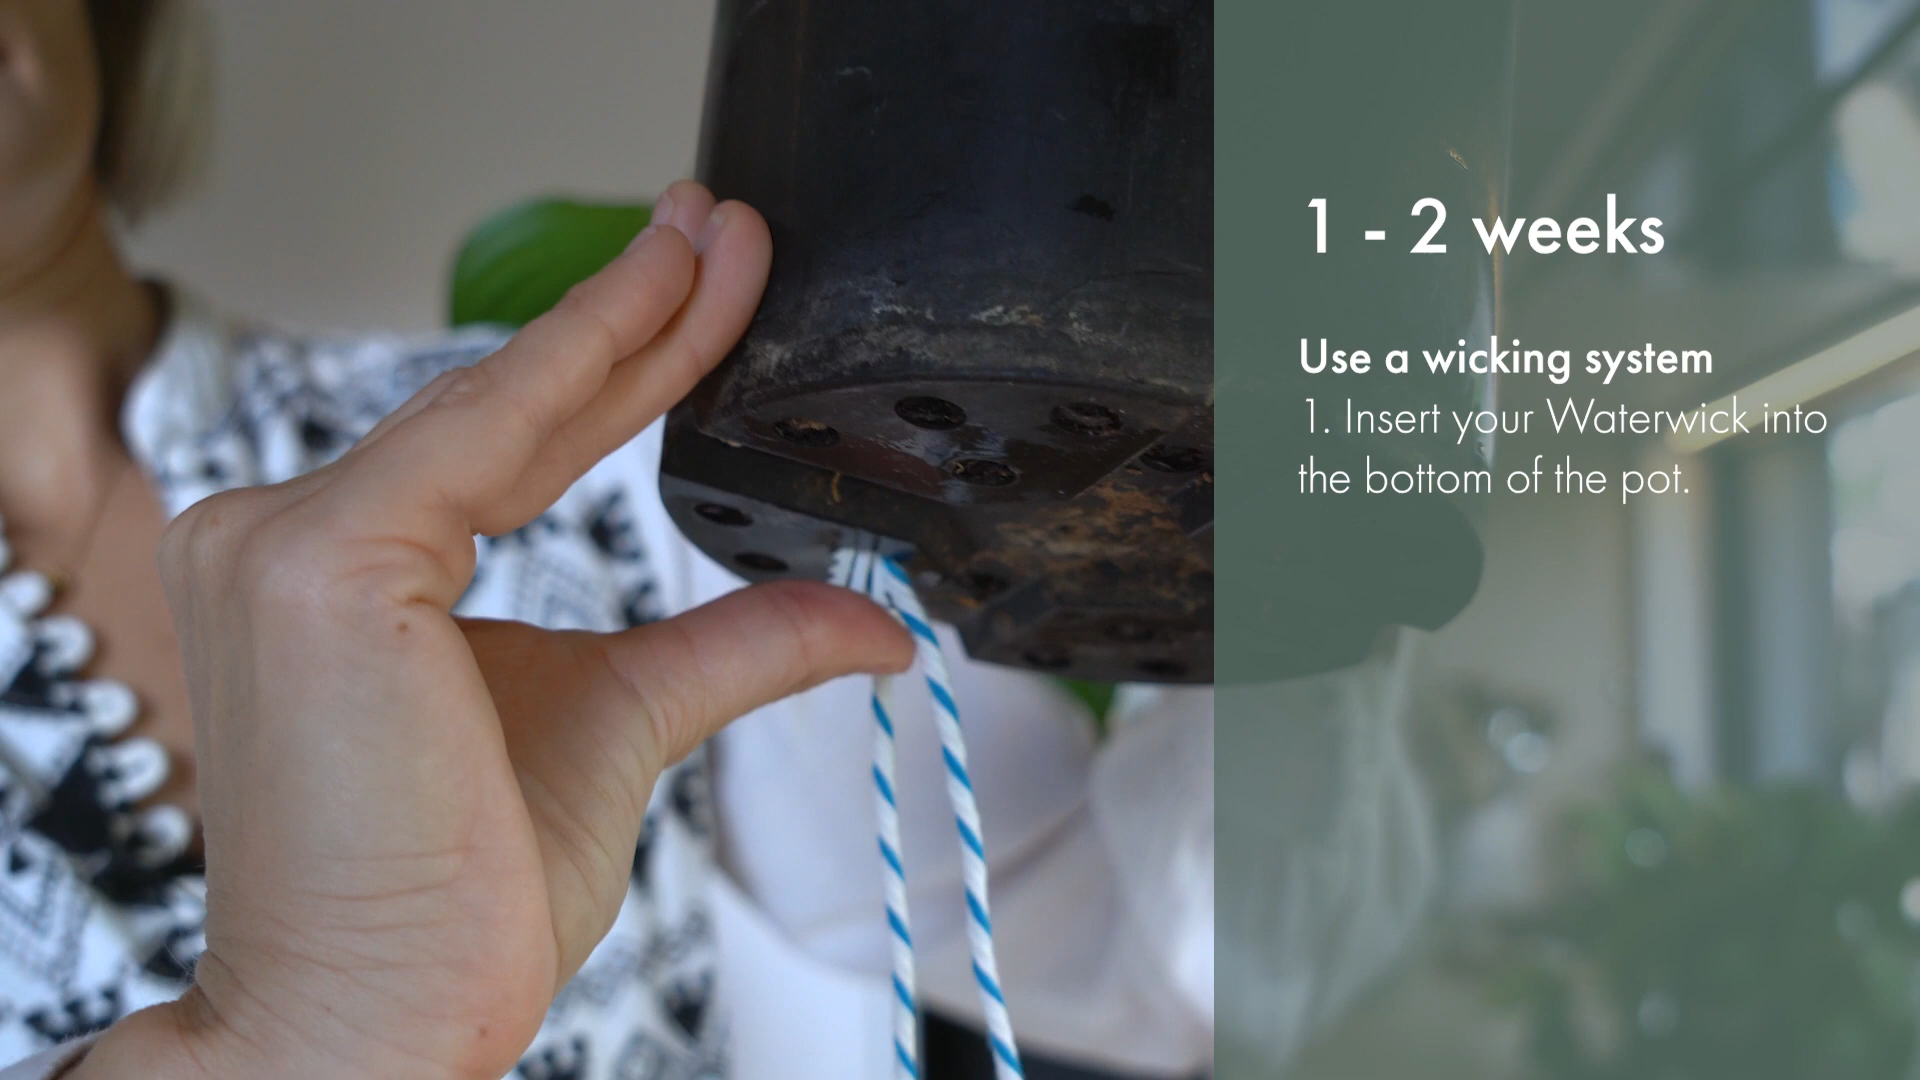 1 - 2 weeks
Use a wicking system
1. Insert your Waterwick into
the bottom of the pot.